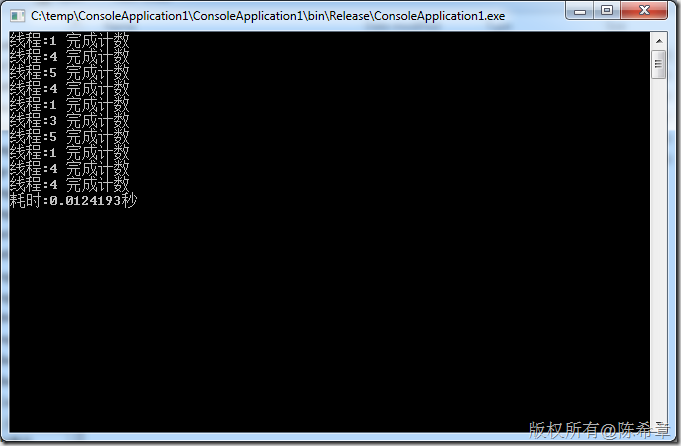 C:\temp\ConsoleApplication1\ConsoleApplication1\bin\Release\ConsoleApplication1.exe
线程:1 完成计数
线程:4 完成计数
线程:5 完成计数
线程:4 完成计数
线程:1 完成计数
线程:3 完成计数
线程:5 完成计数
线程:1 完成计数
线程:4 完成计数
线程:4 完成计数
耗时:0.0124193秒
版权所有@陈希章